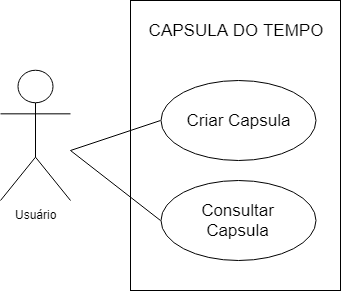 CAPSULA DO TEMPO
Criar Capsula
Usuário
Consultar
Capsula